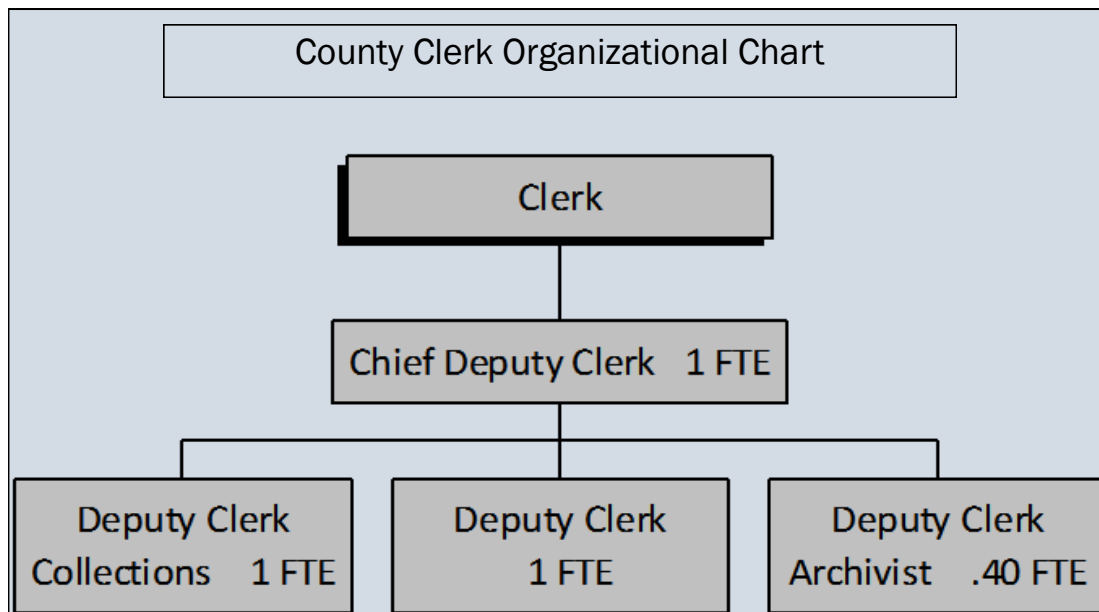 County Clerk Organizational Chart
Clerk
Chief Deputy Clerk 1 FTE
Deputy Clerk
Collections 1 FTE
Deputy Clerk
1 FTE
Deputy Clerk
Archivist .40 FTE